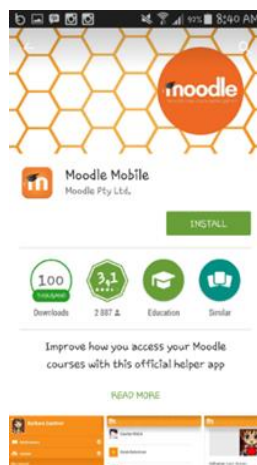 92% 8:40 AM
moodle
m
Moodle Mobile
Moodle Pty Ltd.
INSTALL
100
3,1
Downloads
2 887
Education
Similar
Improve how you access your Moodle
courses with this official helper app
READ MORE